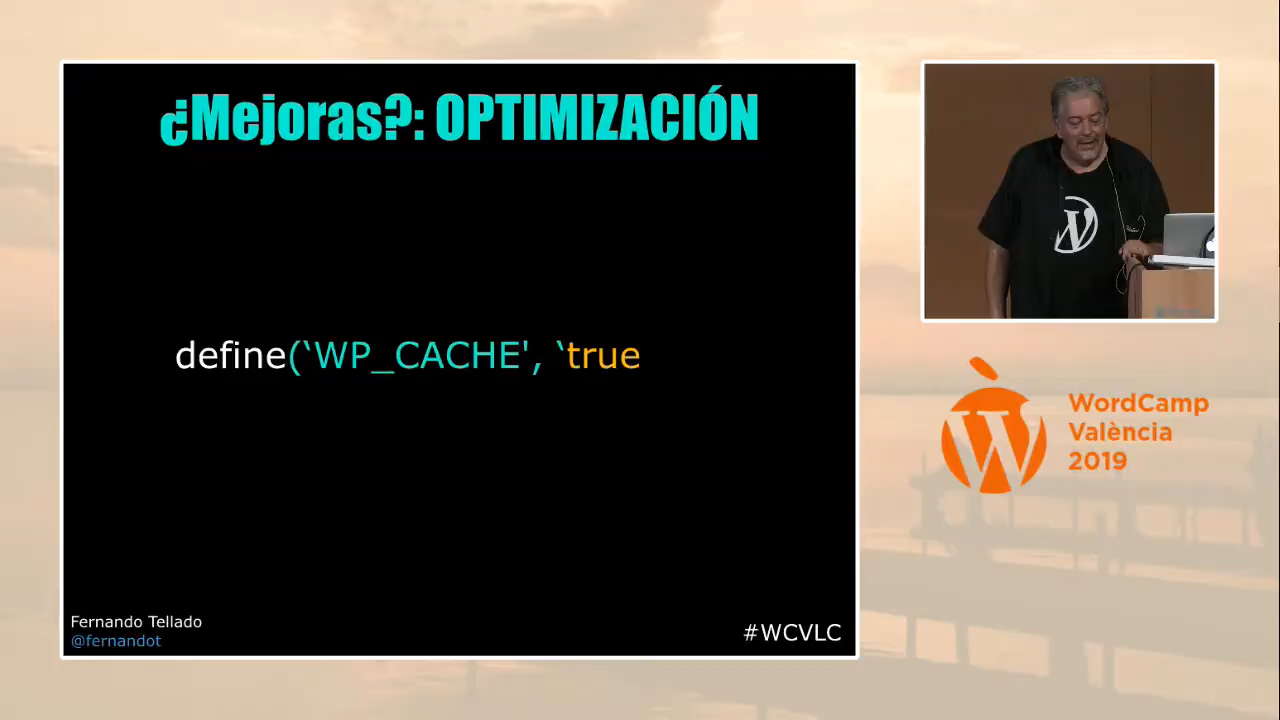 ¿Mejoras?: OPTIMIZACIÓN
define(‘WP_CACHE', ‘true
Fernando Tellado
@fernandot
#WCVLC
WordCamp
València
2019